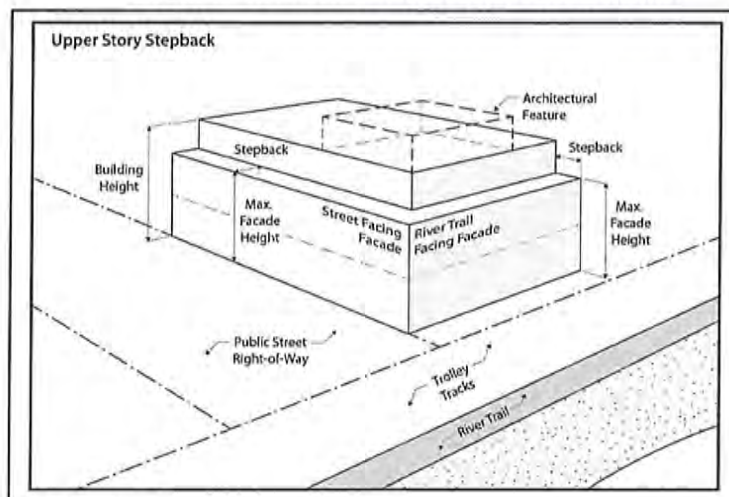 Upper Story Stepback
Architectural
Feature
Stepback
Stepback
Building
Height
Max.
Facade
Height
Street Facing
Facade
River Trail
Facing Facade
Max.
Facade
Height
Public Street
Right-of-Way
Trolley
Tracks
River Trail